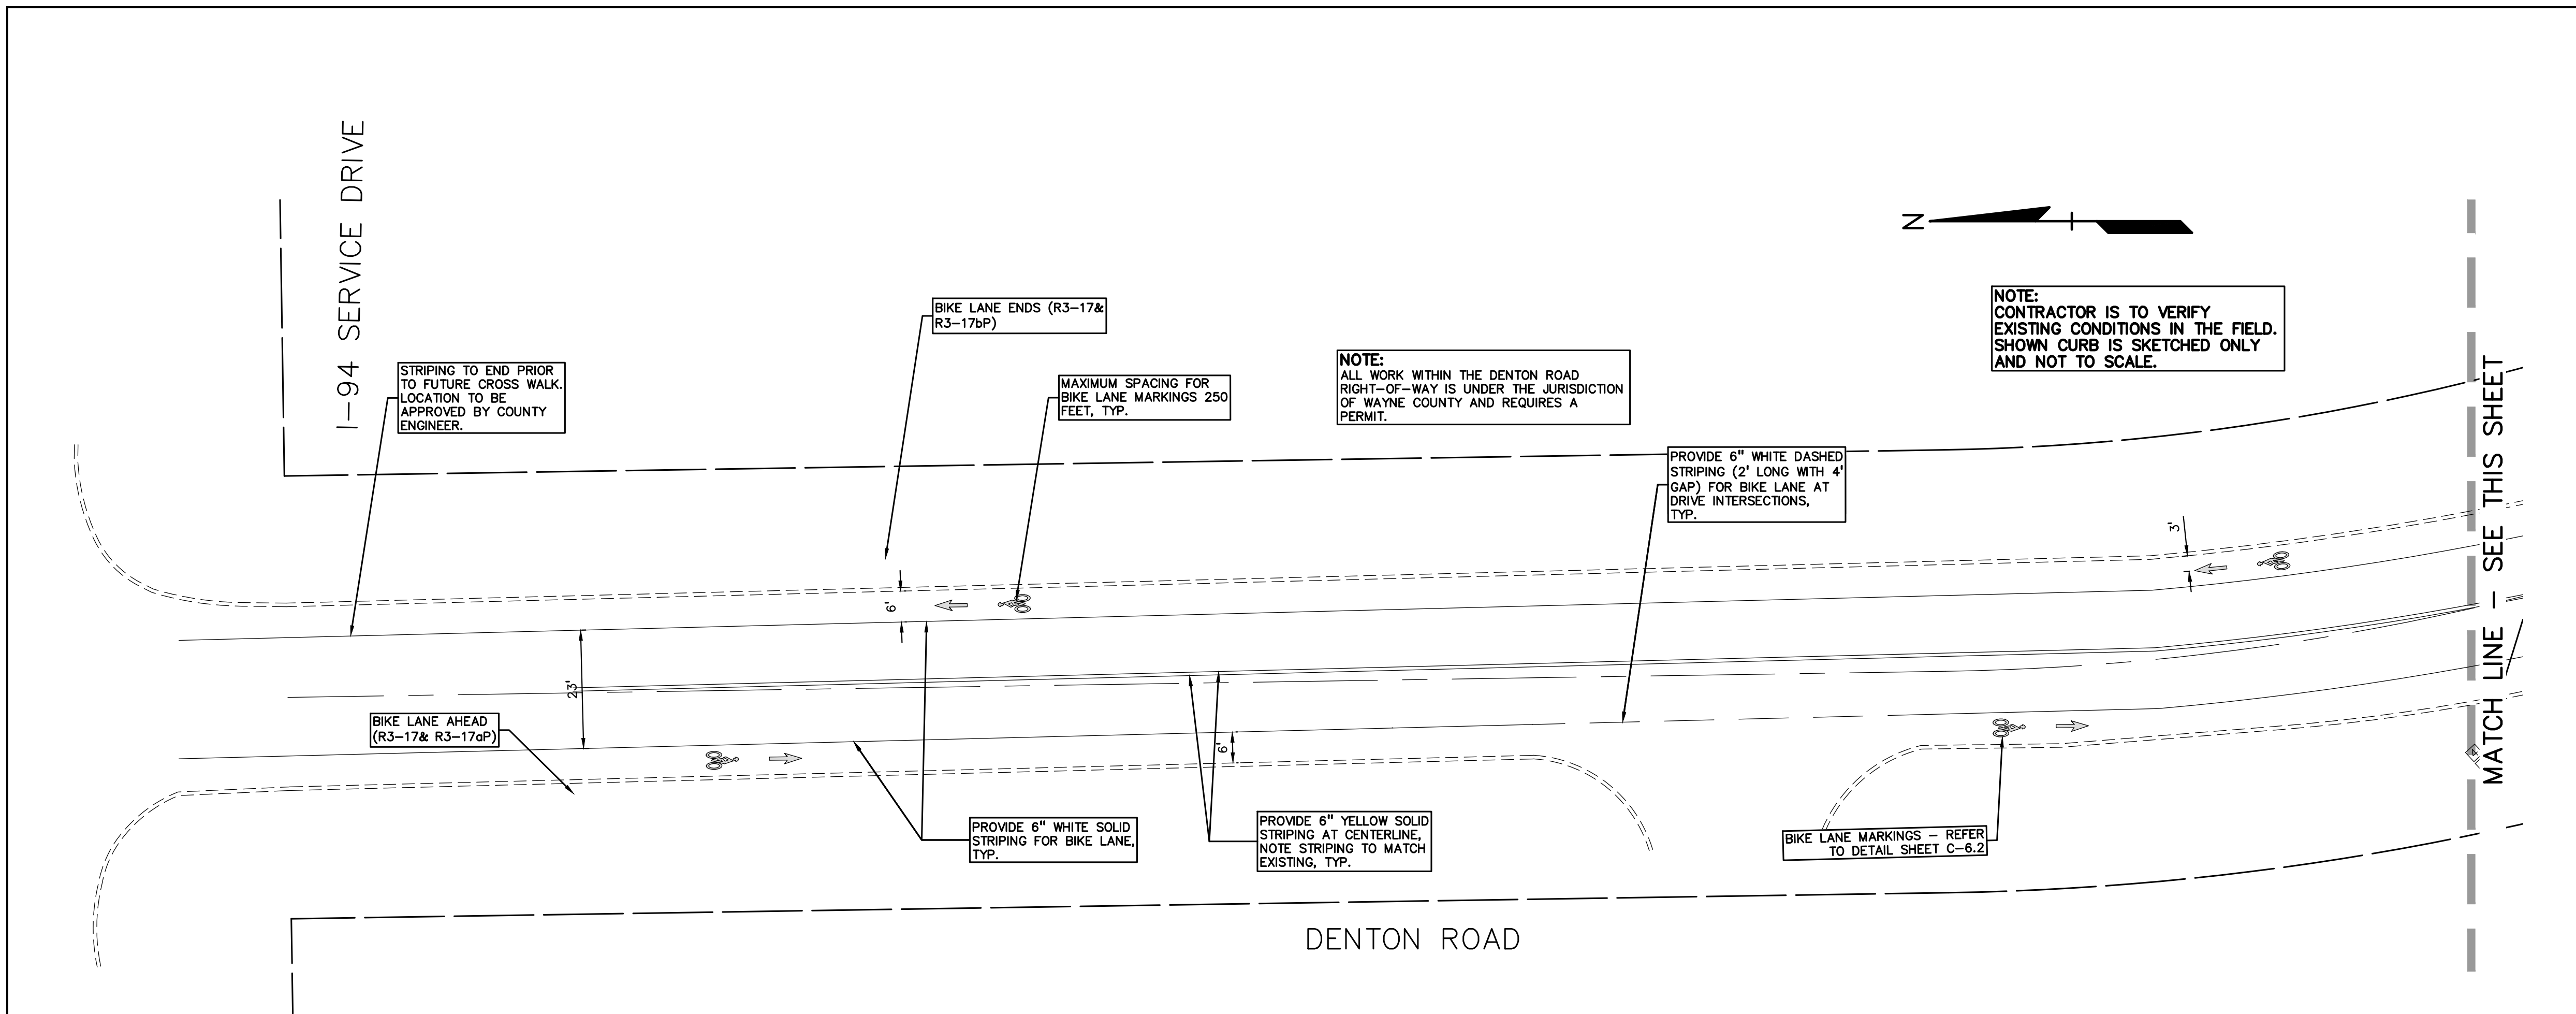 I-94 SERVICE DRIVE
N
BIKE LANE ENDS (R3-17&
R3-17bP)
NOTE:
CONTRACTOR IS TO VERIFY
EXISTING CONDITIONS IN THE FIELD.
SHOWN CURB IS SKETCHED ONLY
AND NOT TO SCALE.
STRIPING TO END PRIOR
TO FUTURE CROSS WALK.
LOCATION TO BE
APPROVED BY COUNTY
ENGINEER.
MAXIMUM SPACING FOR
BIKE LANE MARKINGS 250
FEET, TYP.
NOTE:
ALL WORK WITHIN THE DENTON ROAD
RIGHT-OF-WAY IS UNDER THE JURISDICTION
OF WAYNE COUNTY AND REQUIRES A
PERMIT.
PROVIDE 6" WHITE DASHED
STRIPING (2' LONG WITH 4'
GAP) FOR BIKE LANE AT
DRIVE INTERSECTIONS,
TYP.
MATCH LINE - SEE THIS SHEET
3'
6'
23'
BIKE LANE AHEAD
(R3-17& R3-17aP)
6'
4
PROVIDE 6" WHITE SOLID
STRIPING FOR BIKE LANE,
TYP.
PROVIDE 6" YELLOW SOLID
STRIPING AT CENTERLINE,
NOTE STRIPING TO MATCH
EXISTING, TYP.
BIKE LANE MARKINGS - REFER
TO DETAIL SHEET C-6.2
DENTON ROAD